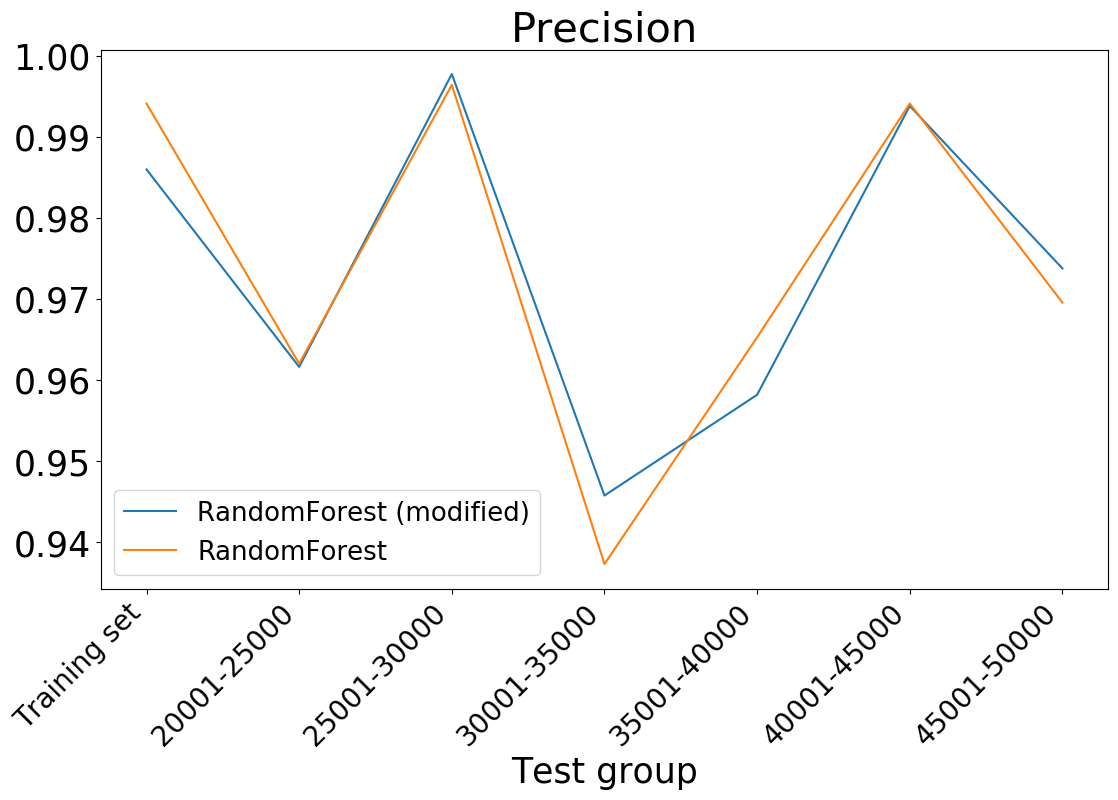 Precision
1.00
0.99
0.98
0.97
0.96
0.95
0.94
RandomForest (modified)
RandomForest
Training set
20001-25000
25001-30000
30001-35000
35001-40000
40001-45000
45001-50000
Test group